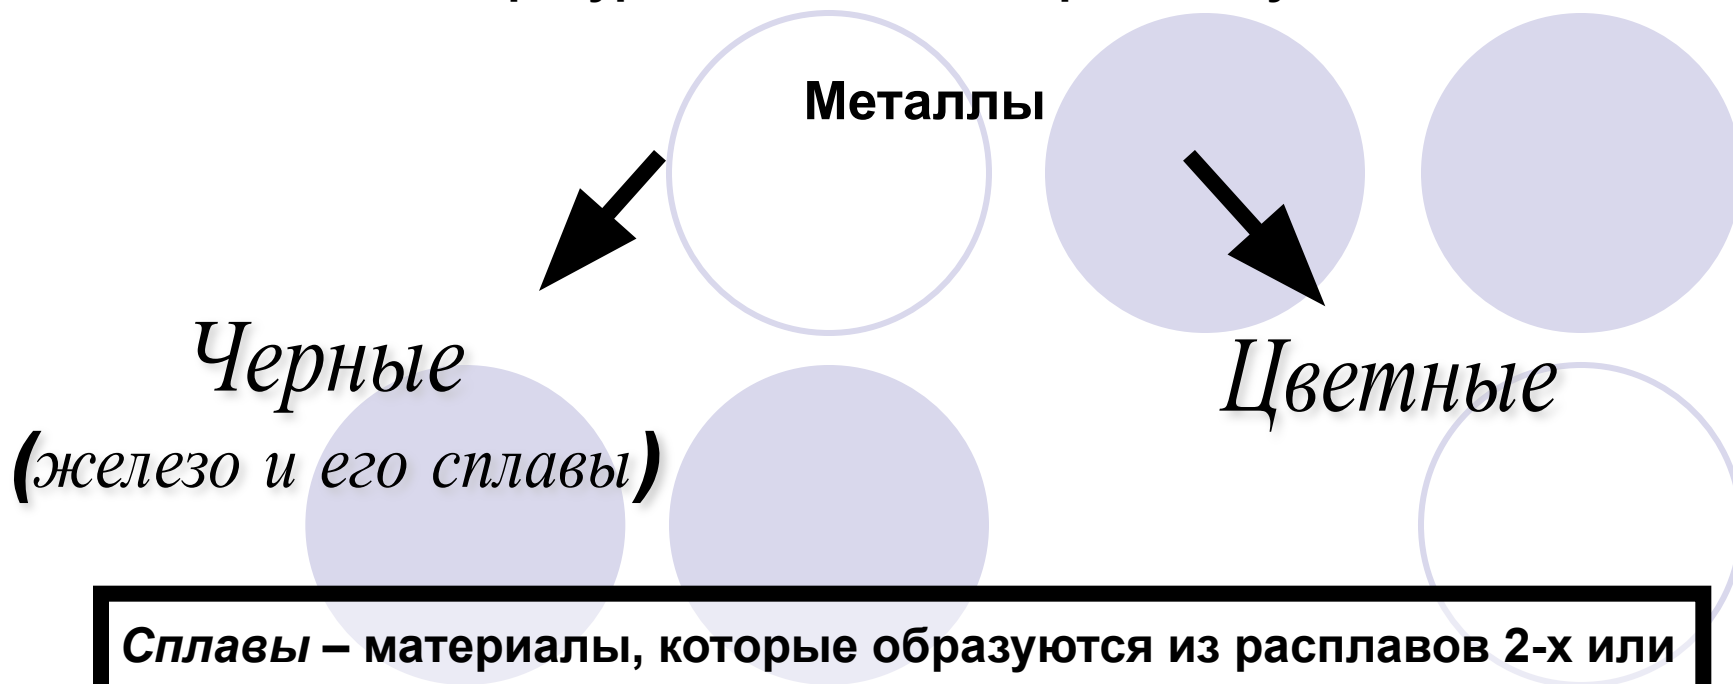 Металлы
Черные
Цветные
(железо и его сплавы)
Сплавы – материалы, которые образуются из расплавов 2-х или